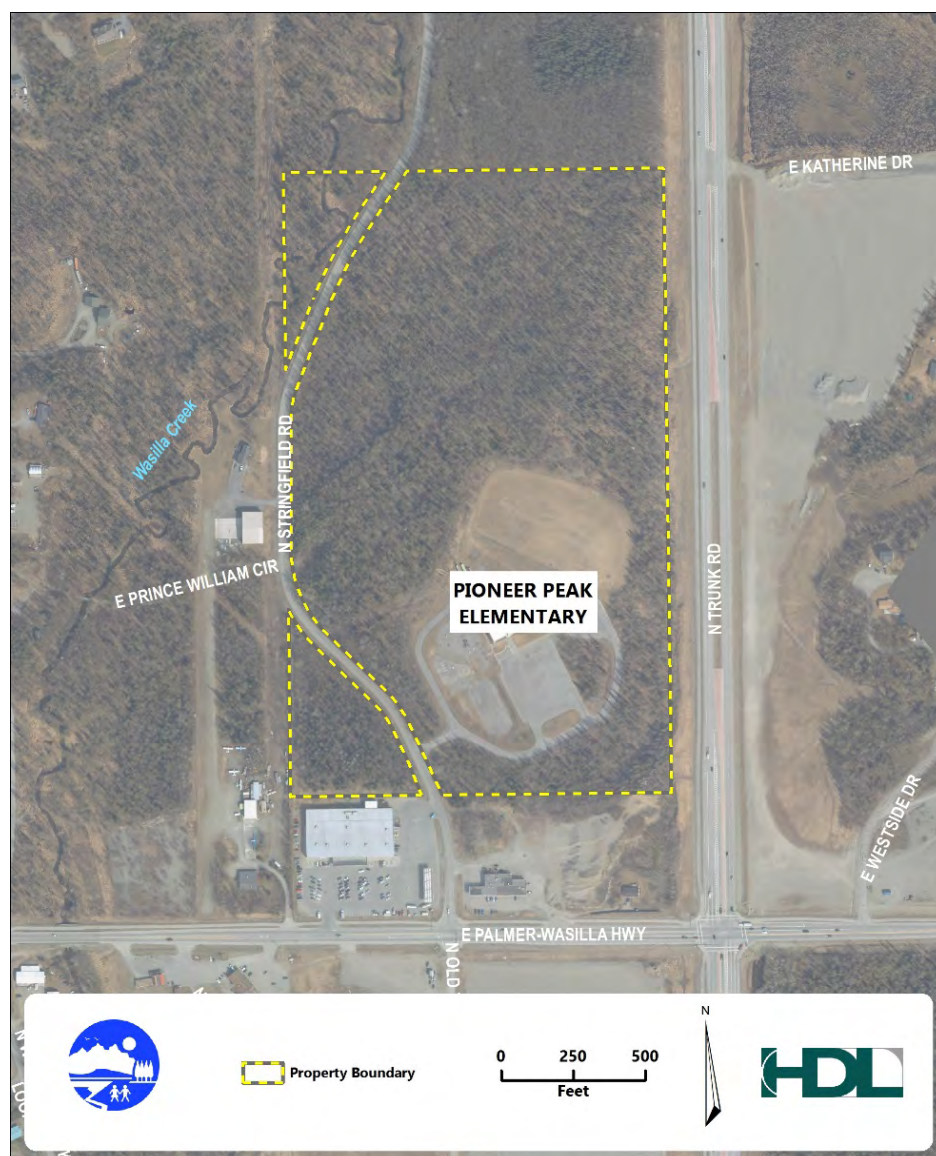 E KATHERINE DR
Wasilla Creek
N STRINGFIELD RD
E PRINCE WILLIAM CIR
PIONEER PEAK
ELEMENTARY
N TRUNK RD
E WESTSIDE DR
E PALMER-WASILLA HWY
N OLD
Property Boundary
0 250 500
Feet
N
HDL